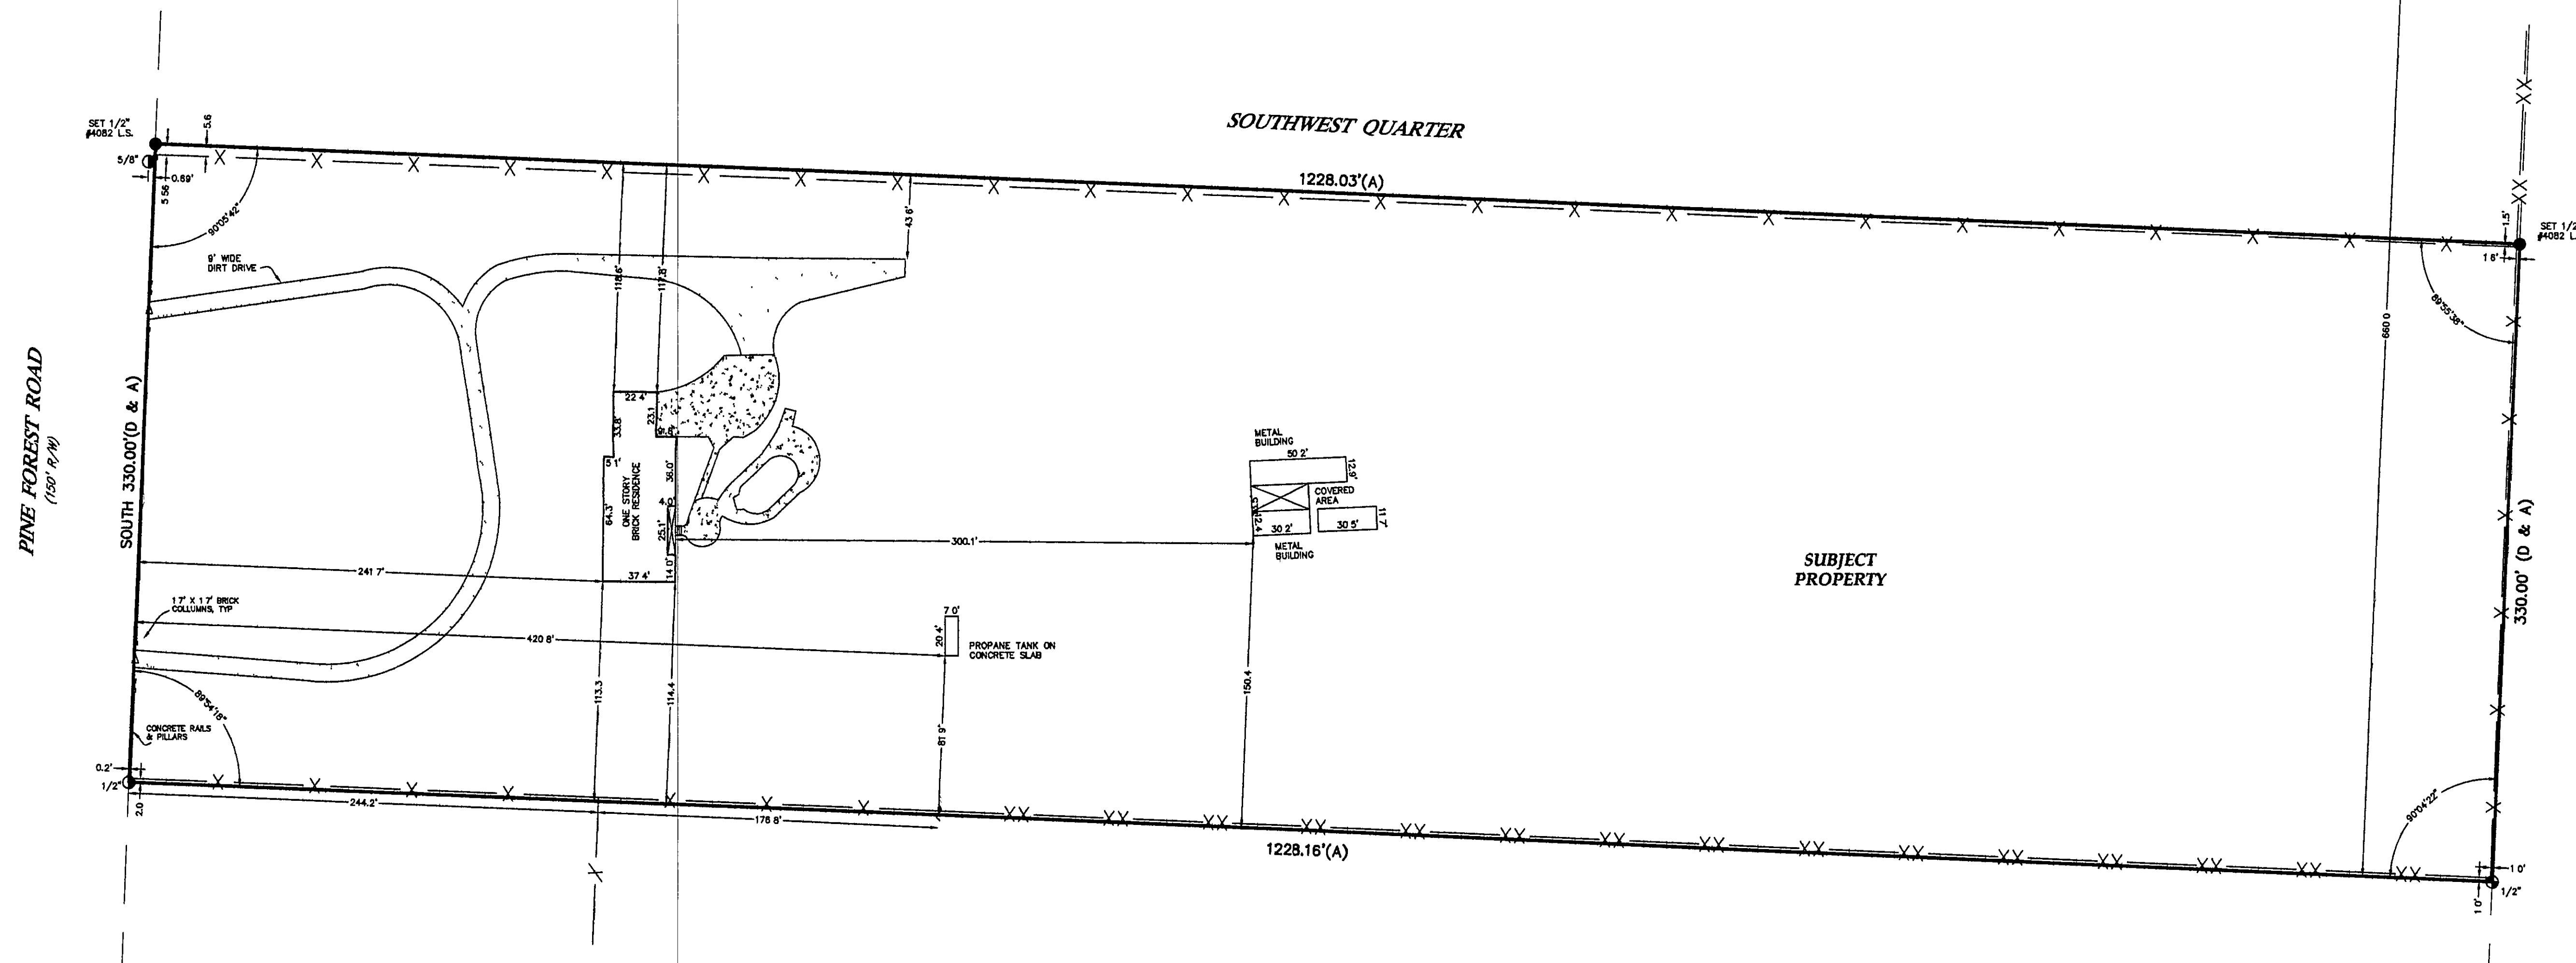 SOUTHWEST QUARTER
SET 1/2"
#4082 L.S.
5/8"
5.6
5 56
0.69'
90°05'42"
1228.03'(A)
43 6'
118.6'
117.8'
9' WIDE
DIRT DRIVE
PINE FOREST ROAD
(150' R/W)
SOUTH 330.00'(D & A)
22 4'
23.1
33.8'
5 1'
36.0'
64.3'
ONE STORY
BRICK RESIDENCE
4.0'
25.1'
14 0'
37 4'
241 7'
300.1'
METAL
BUILDING
50 2'
12.9'
COVERED
AREA
12.4
30 2'
30 5'
11.7'
METAL
BUILDING
SUBJECT
PROPERTY
660 0
SET 1/2
#4082 L.
1.5'
1 6'
89°55'38"
330.00' (D & A)
1 7' X 1 7' BRICK
COLLUMNS, TYP
420 8'
7 0'
20 4'
PROPANE TANK ON
CONCRETE SLAB
113.3
114.4
81 9'
150.4
89°54'18"
CONCRETE RAILS
& PILLARS
0.2'
1/2"
2.0
244.2'
176 8'
1228.16'(A)
90°04'22"
1 0'
1 0'
1/2"